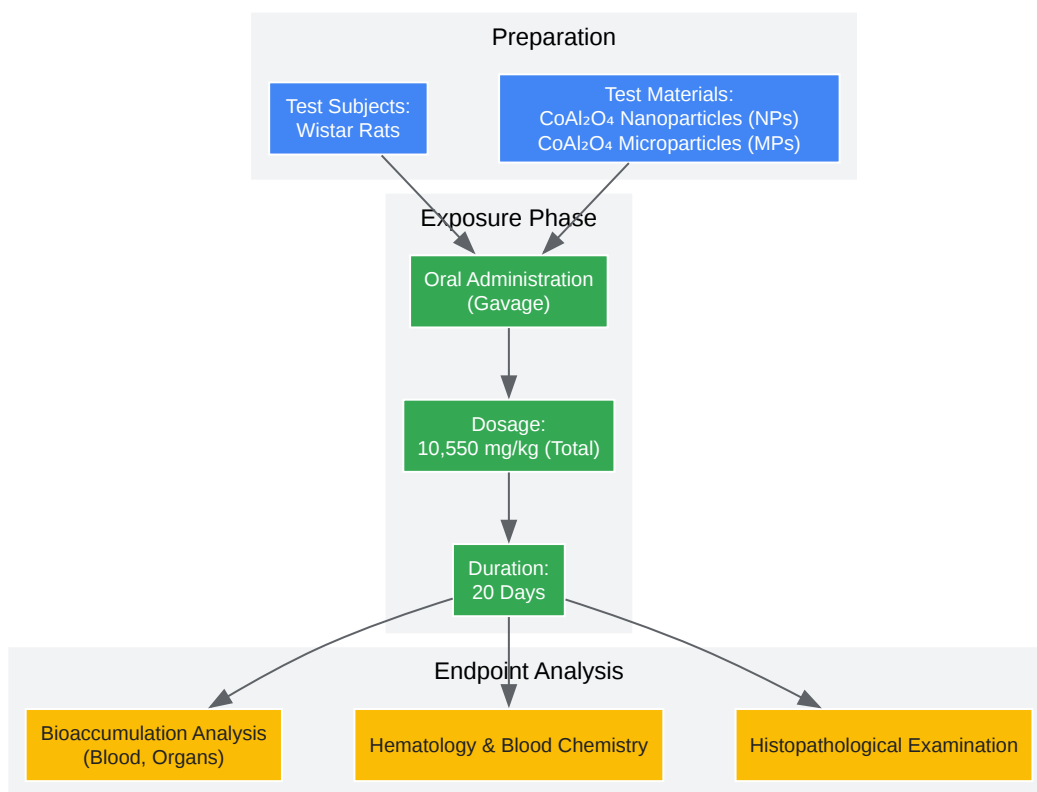 Preparation
Test Subjects:
Wistar Rats
Test Materials:
CoAl₂O₄ Nanoparticles (NPs)
CoAl₂O₄ Microparticles (MPs)
Exposure Phase
Oral Administration
(Gavage)
Dosage:
10,550 mg/kg (Total)
Duration:
20 Days
Endpoint Analysis
Bioaccumulation Analysis
(Blood, Organs)
Hematology & Blood Chemistry
Histopathological Examination